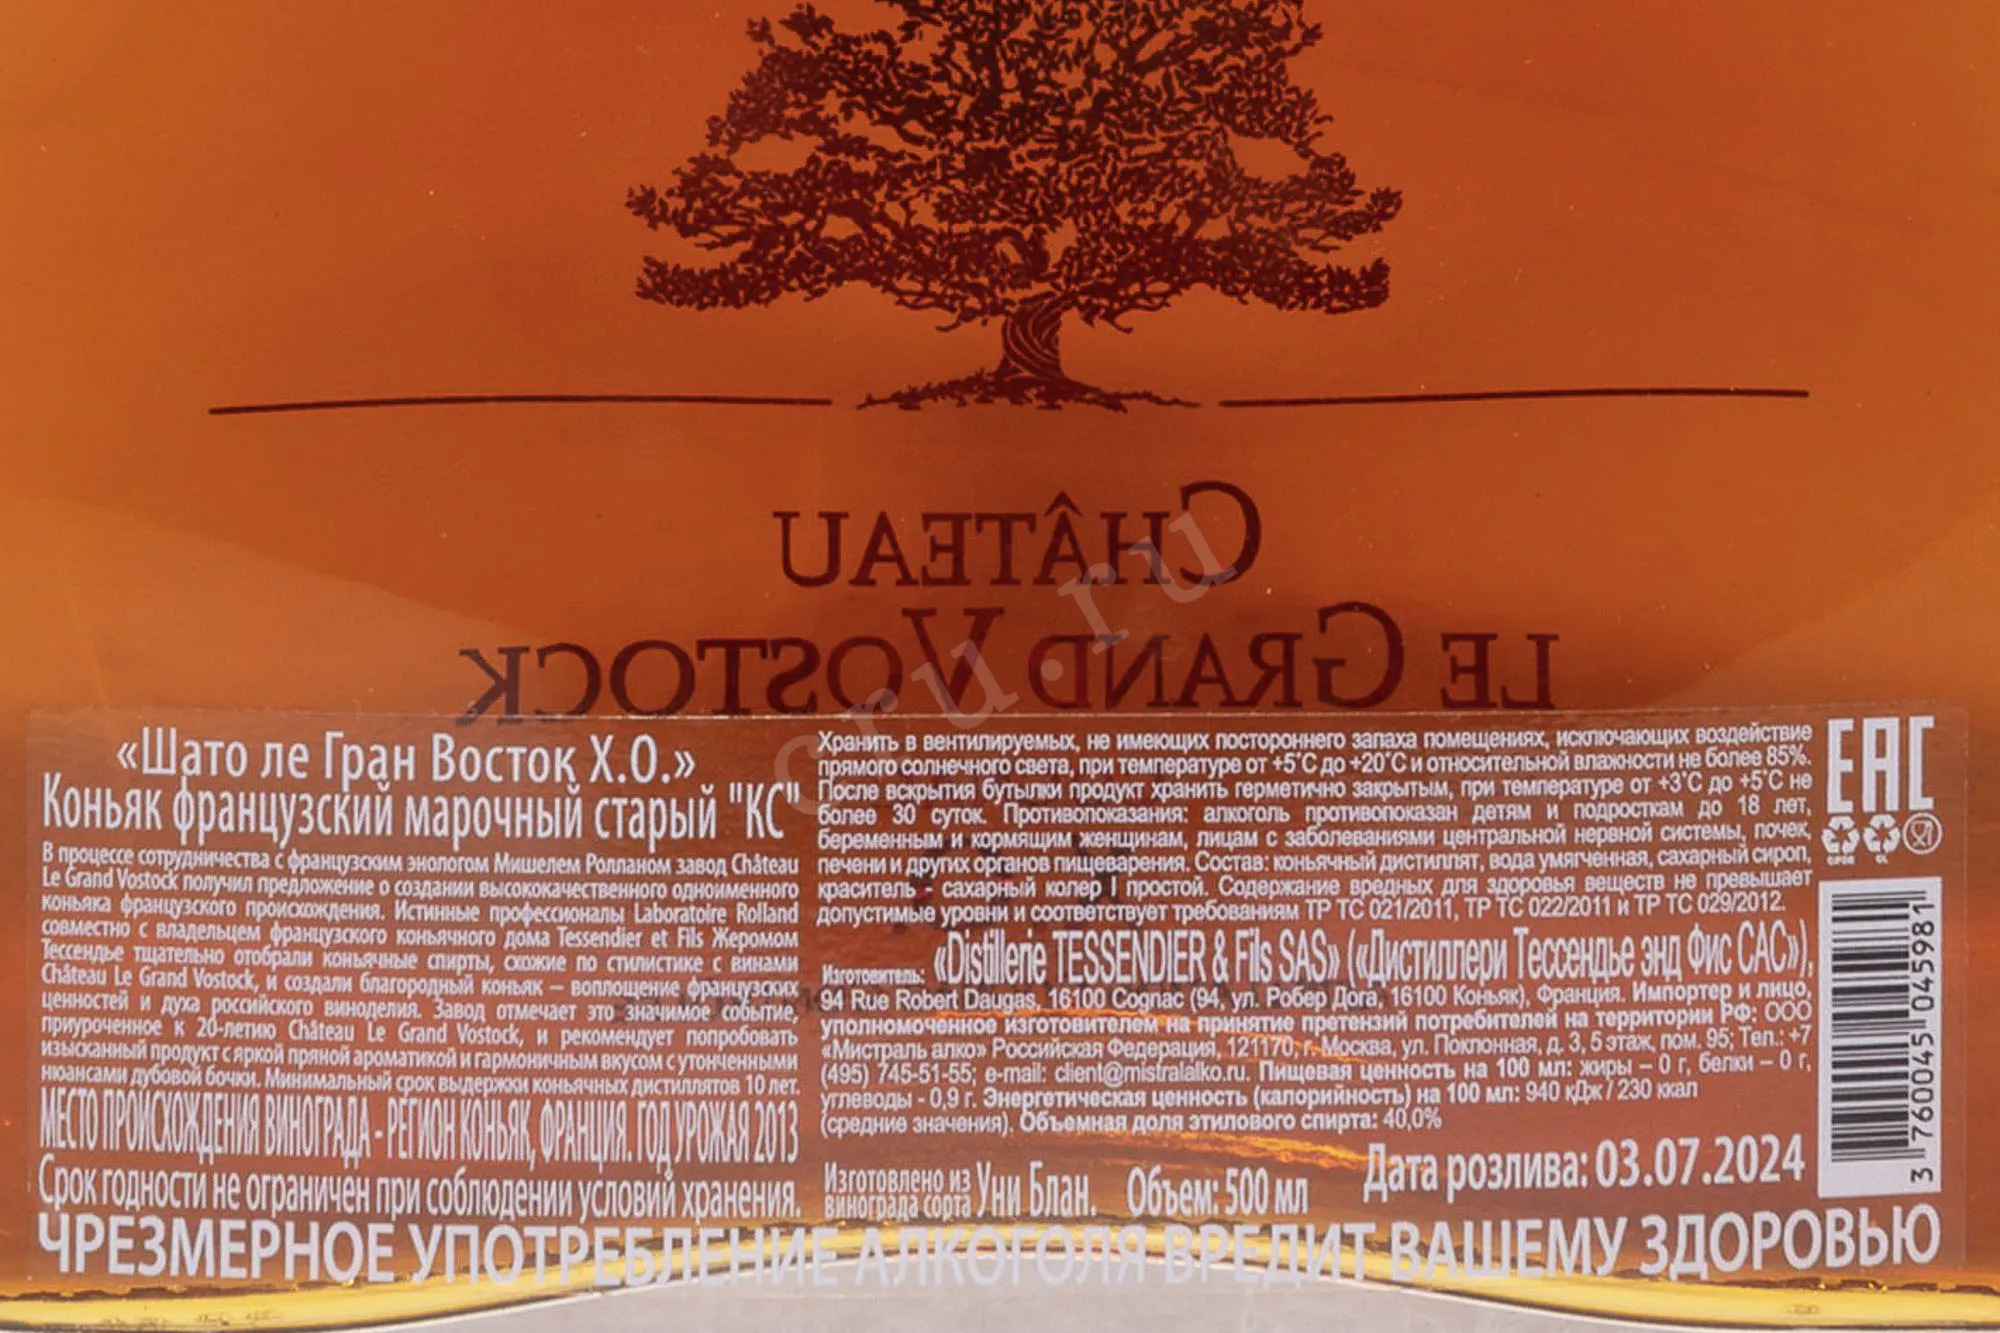 CHÂTEAU
LE GRAND VOSTOCK
cru.ru
«Шато ле Гран Восток Х.О.»
Коньяк французский марочный старый "КС"
В процессе сотрудничества с французским энологом Мишелем Ролланом завод Château
Le Grand Vostock получил предложение о создании высококачественного одноименного
коньяка французского происхождения. Истинные профессионалы Laboratoire Rolland
совместно с владельцем французского коньячного дома Tessendier et Fils Жеромом
Тессендье тщательно отобрали коньячные спирты, схожие по стилистике с винами
Château Le Grand Vostock, и создали благородный коньяк – воплощение французских
ценностей и духа российского виноделия. Завод отмечает это значимое событие,
приуроченное к 20-летию Château Le Grand Vostock, и рекомендует попробовать
изысканный продукт с яркой пряной ароматикой и гармоничным вкусом с утонченными
нюансами дубовой бочки. Минимальный срок выдержки коньячных дистиллятов 10 лет.
МЕСТО ПРОИСХОЖДЕНИЯ ВИНОГРАДА - РЕГИОН КОНЬЯК, ФРАНЦИЯ. ГОД УРОЖАЯ 2013
Срок годности не ограничен при соблюдении условий хранения.
Хранить в вентилируемых, не имеющих постороннего запаха помещениях, исключающих воздействие
прямого солнечного света, при температуре от +5˚С до +20˚С и относительной влажности не более 85%.
После вскрытия бутылки продукт хранить герметично закрытым, при температуре от +3˚С до +5˚С не
более 30 суток. Противопоказания: алкоголь противопоказан детям и подросткам до 18 лет,
беременным и кормящим женщинам, лицам с заболеваниями центральной нервной системы, почек,
печени и других органов пищеварения. Состав: коньячный дистиллят, вода умягченная, сахарный сироп,
краситель - сахарный колер I простой. Содержание вредных для здоровья веществ не превышает
допустимые уровни и соответствует требованиям ТР ТС 021/2011, ТР ТС 022/2011 и ТР ТС 029/2012.
Изготовитель: «Distillerie TESSENDIER & Fils SAS» («Дистиллери Тессендье энд Фис САС»),
94 Rue Robert Daugas, 16100 Cognac (94, ул. Робер Дога, 16100 Коньяк), Франция. Импортер и лицо,
уполномоченное изготовителем на принятие претензий потребителей на территории РФ: ООО
«Мистраль алко» Российская Федерация, 121170, г. Москва, ул. Поклонная, д. 3, 5 этаж, пом. 95; Тел.: +7
(495) 745-51-55; e-mail: client@mistralalko.ru. Пищевая ценность на 100 мл: жиры – 0 г, белки – 0 г,
углеводы - 0,9 г. Энергетическая ценность (калорийность) на 100 мл: 940 кДж / 230 ккал
(средние значения). Объемная доля этилового спирта: 40,0%
Изготовлено из
винограда сорта Уни Блан. Объем: 500 мл Дата розлива: 03.07.2024
EAC
3 760045 045981
ЧРЕЗМЕРНОЕ УПОТРЕБЛЕНИЕ АЛКОГОЛЯ ВРЕДИТ ВАШЕМУ ЗДОРОВЬЮ